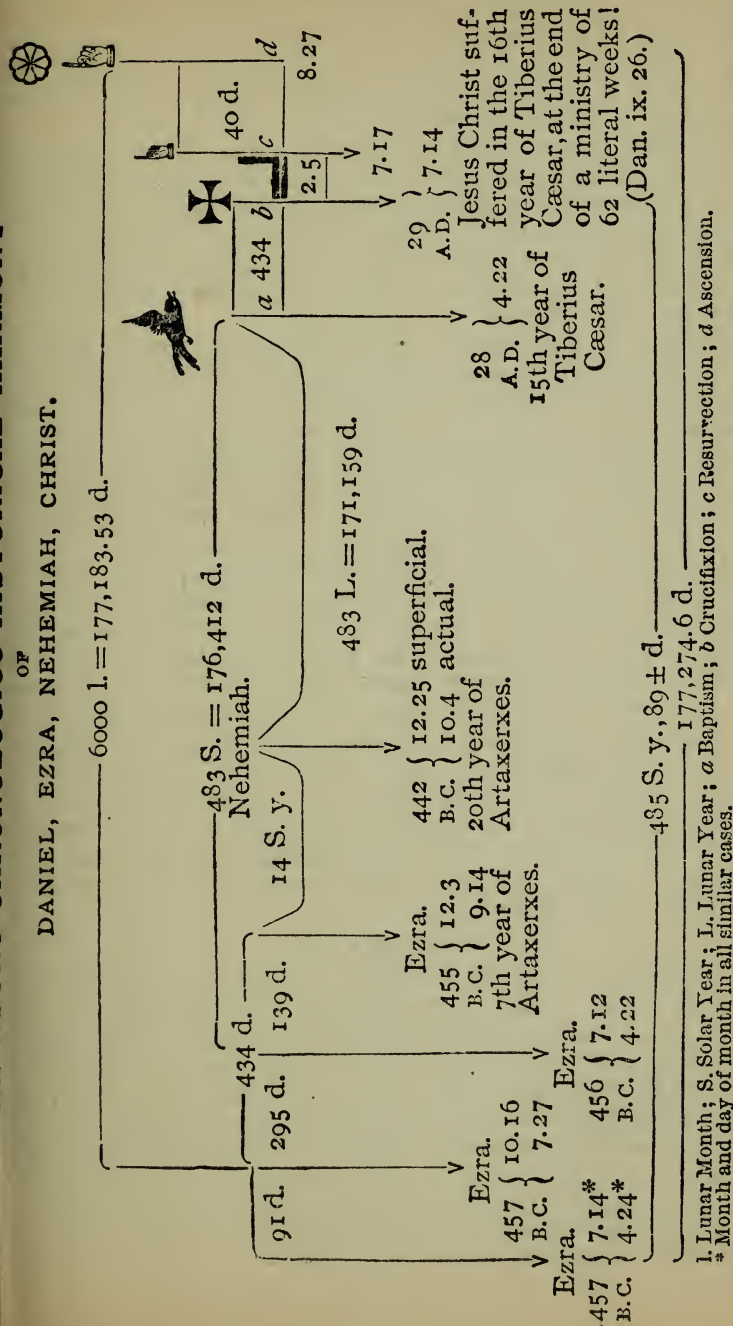 OF
DANIEL, EZRA, NEHEMIAH, CHRIST.
6000 l. = 177,183.53 d.
40 d.
8.27
a 434 b
2.5
c
d
483 S. = 176,412 d.
Nehemiah.
434 d.
14 S. y.
91 d.
295 d.
139 d.
483 L. = 171,159 d.
Ezra.
457 B.C. { 7.14*
4.24*
Ezra.
457 B.C. { 10.16
7.27
Ezra.
456 B.C. { 7.12
4.22
Ezra.
455 B.C. { 12.3
9.14
7th year of
Artaxerxes.
442 B.C. { 12.25 superficial.
10.4 actual.
20th year of
Artaxerxes.
28 A.D. } 4.22
15th year of
Tiberius
Cæsar.
29 A.D. } 7.14
7.17
Jesus Christ suf-
fered in the 16th
year of Tiberius
Cæsar, at the end
of a ministry of
62 literal weeks!
(Dan. ix. 26.)
485 S. y., 89± d.
177,274.6 d.
l. Lunar Month; S. Solar Year; L. Lunar Year; a Baptism; b Crucifixion; c Resurrection; d Ascension.
* Month and day of month in all similar cases.